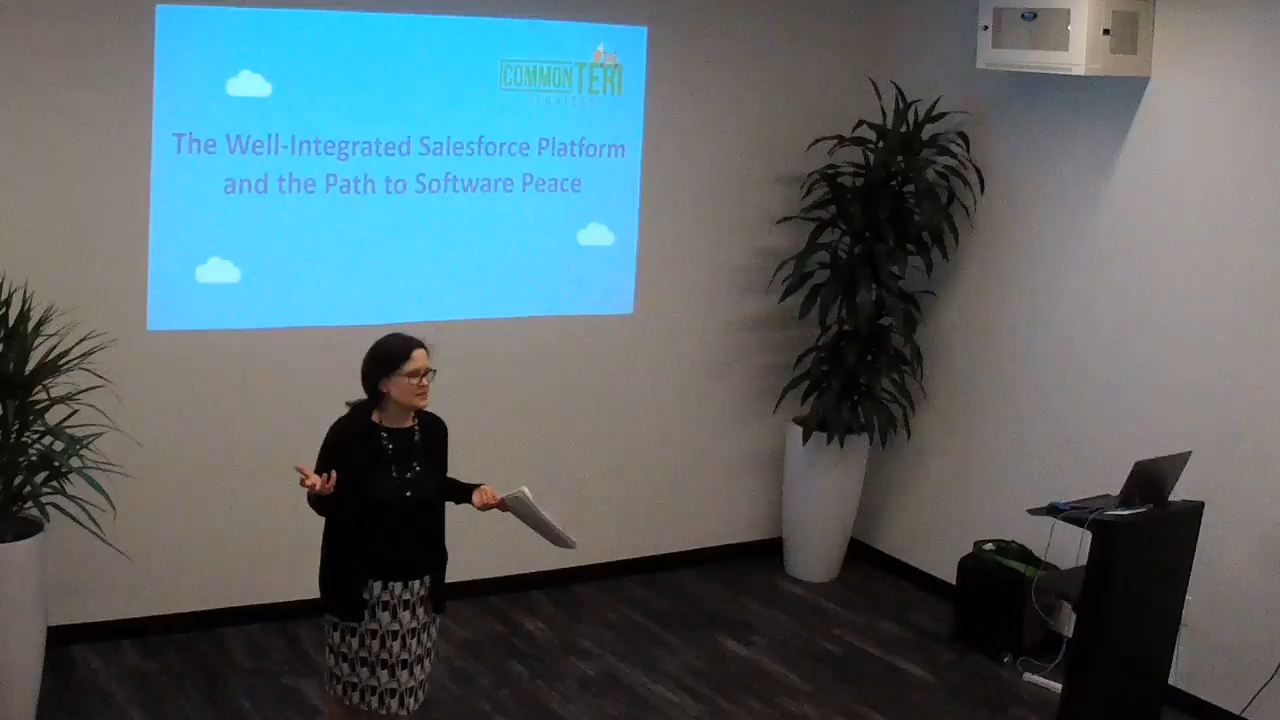 COMMON TERI
The Well-Integrated Salesforce Platform
and the Path to Software Peace